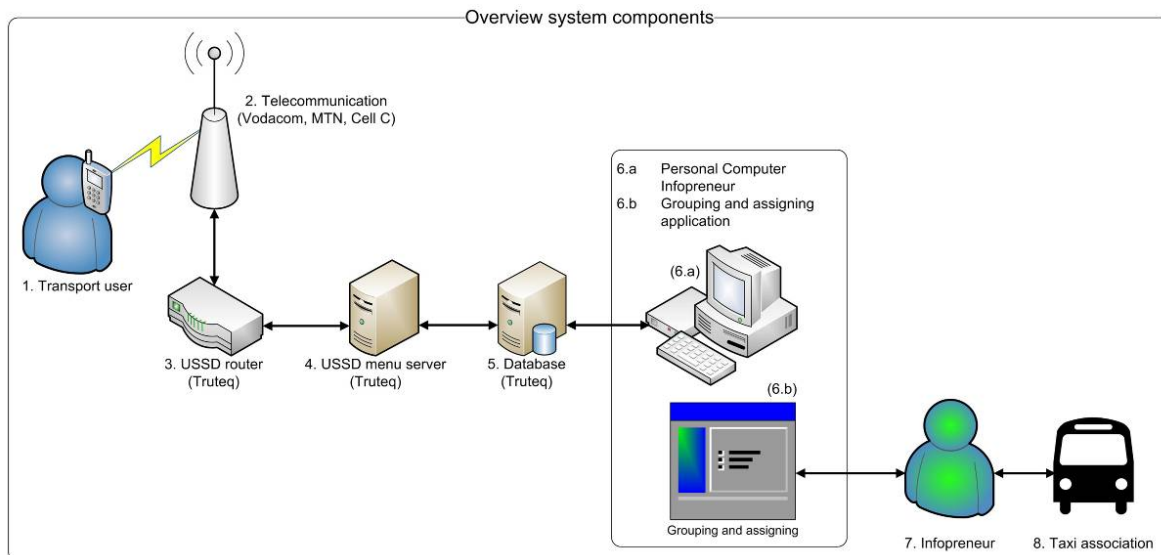 Overview system components
2. Telecommunication
(Vodacom, MTN, Cell C)
1. Transport user
3. USSD router
(Truteq)
4. USSD menu server
(Truteq)
5. Database
(Truteq)
6.a Personal Computer
Infopreneur
6.b Grouping and assigning
application
(6.a)
(6.b)
Grouping and assigning
7. Infopreneur
8. Taxi association